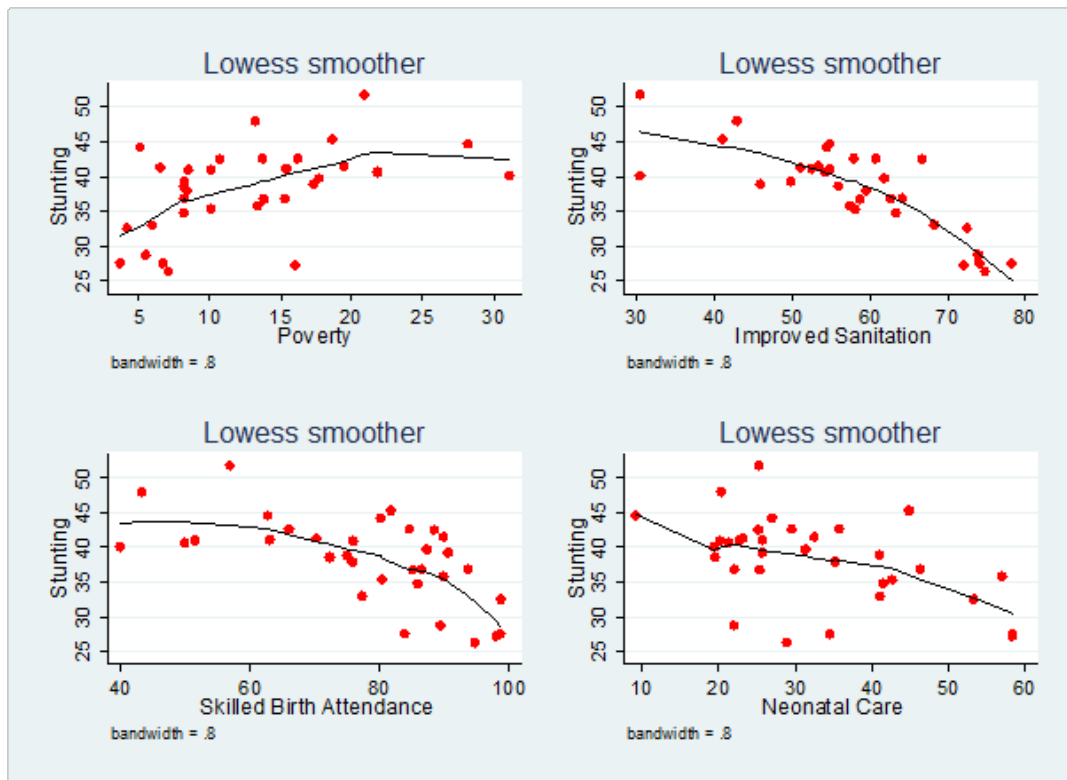 Lowess smoother
Stunting
50
45
40
35
30
25
5 10 15 20 25 30
Poverty
bandwidth = .8
Lowess smoother
Stunting
50
45
40
35
30
25
30 40 50 60 70 80
Improved Sanitation
bandwidth = .8
Lowess smoother
Stunting
50
45
40
35
30
25
40 60 80 100
Skilled Birth Attendance
bandwidth = .8
Lowess smoother
Stunting
50
45
40
35
30
25
10 20 30 40 50 60
Neonatal Care
bandwidth = .8